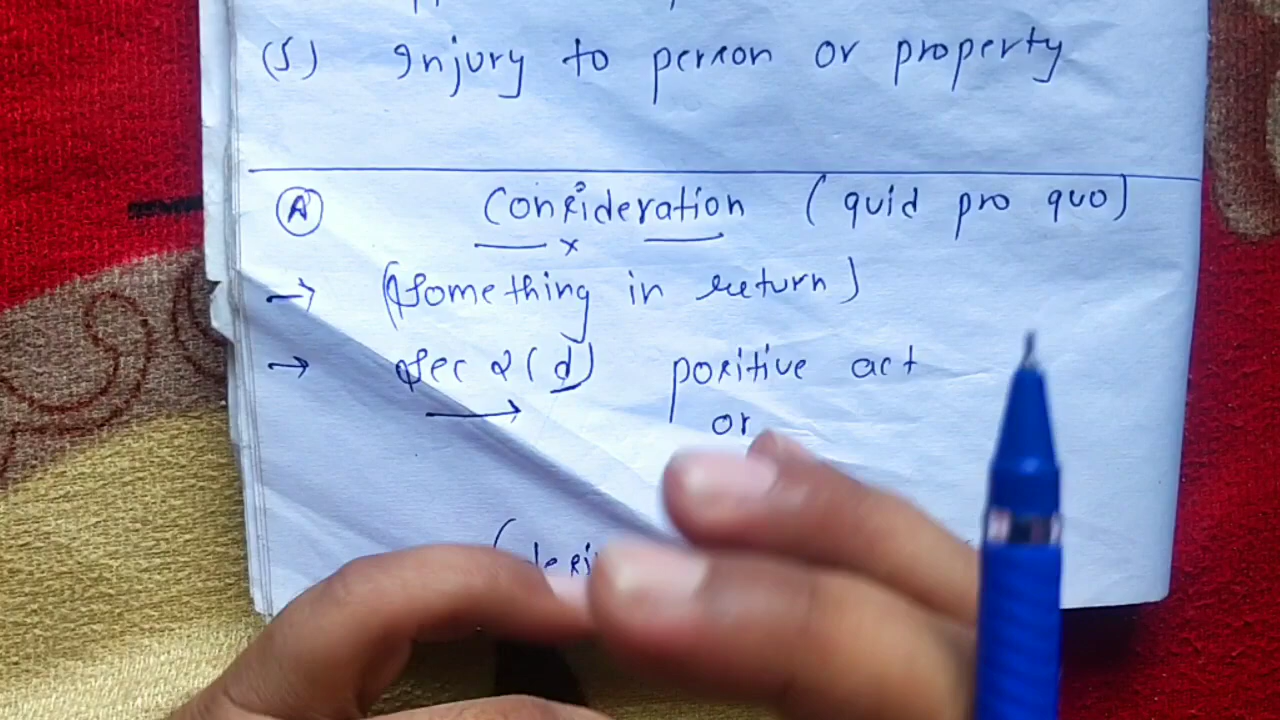 (5) Injury to person or property
(A) Consideration (quid pro quo)
→ (Something in return)
→ Sec 2(d) positive act
or